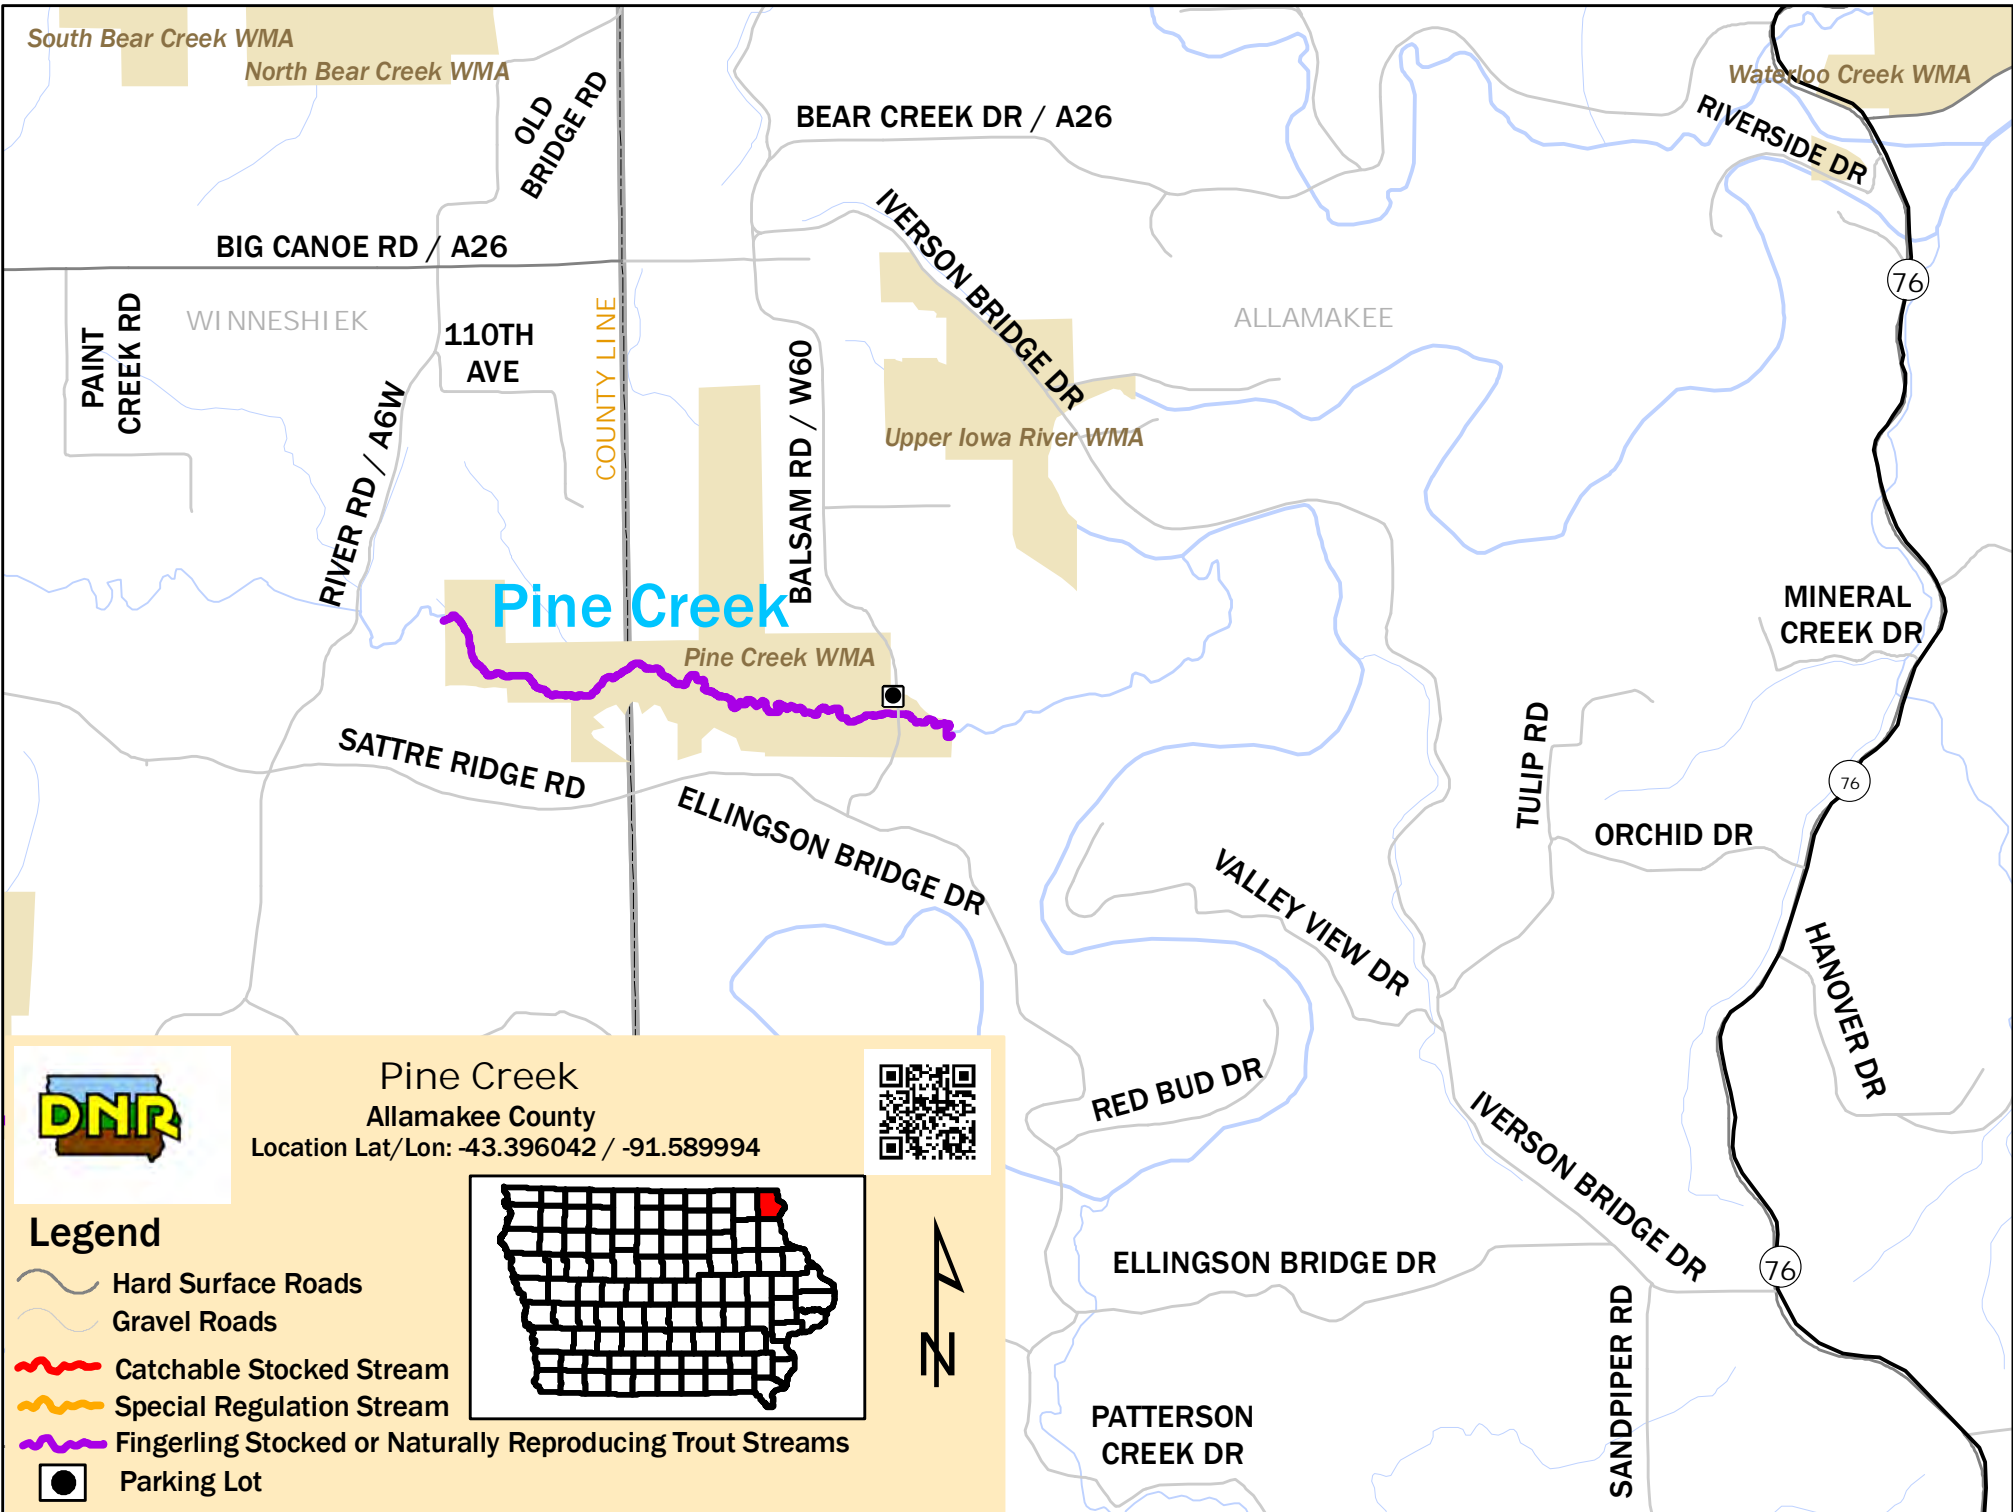 South Bear Creek WMA
North Bear Creek WMA
Waterloo Creek WMA
OLD
BRIDGE RD
BEAR CREEK DR / A26
RIVERSIDE DR
IVERSON BRIDGE DR
BIG CANOE RD / A26
76
PAINT
CREEK RD
WINNESHIEK
110TH
AVE
COUNTY LINE
ALLAMAKEE
BALSAM RD / W60
RIVER RD / A6W
Upper Iowa River WMA
Pine Creek
Pine Creek WMA
MINERAL
CREEK DR
SATTRE RIDGE RD
ELLINGSON BRIDGE DR
TULIP RD
76
ORCHID DR
VALLEY VIEW DR
HANOVER DR
RED BUD DR
IVERSON BRIDGE DR
ELLINGSON BRIDGE DR
76
SANDPIPER RD
PATTERSON
CREEK DR
DNR
Pine Creek
Allamakee County
Location Lat/Lon: -43.396042 / -91.589994
Legend
Hard Surface Roads
Gravel Roads
Catchable Stocked Stream
Special Regulation Stream
Fingerling Stocked or Naturally Reproducing Trout Streams
Parking Lot
N